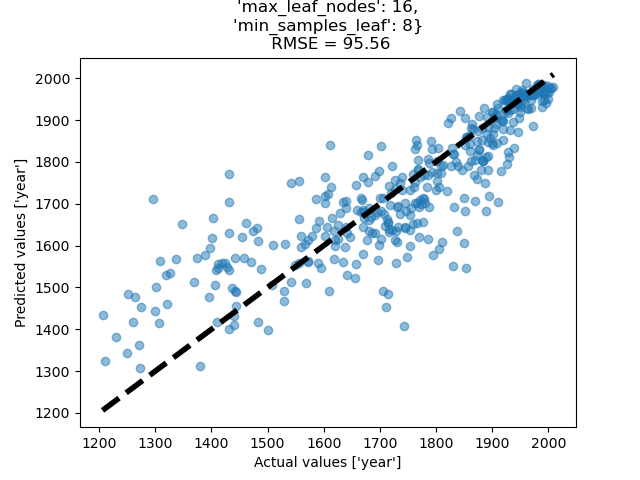 'max_leaf_nodes': 16,
'min_samples_leaf': 8}
RMSE = 95.56
2000
1900
1800
1700
1600
1500
1400
1300
1200
Predicted values ['year']
1200 1300 1400 1500 1600 1700 1800 1900 2000
Actual values ['year']